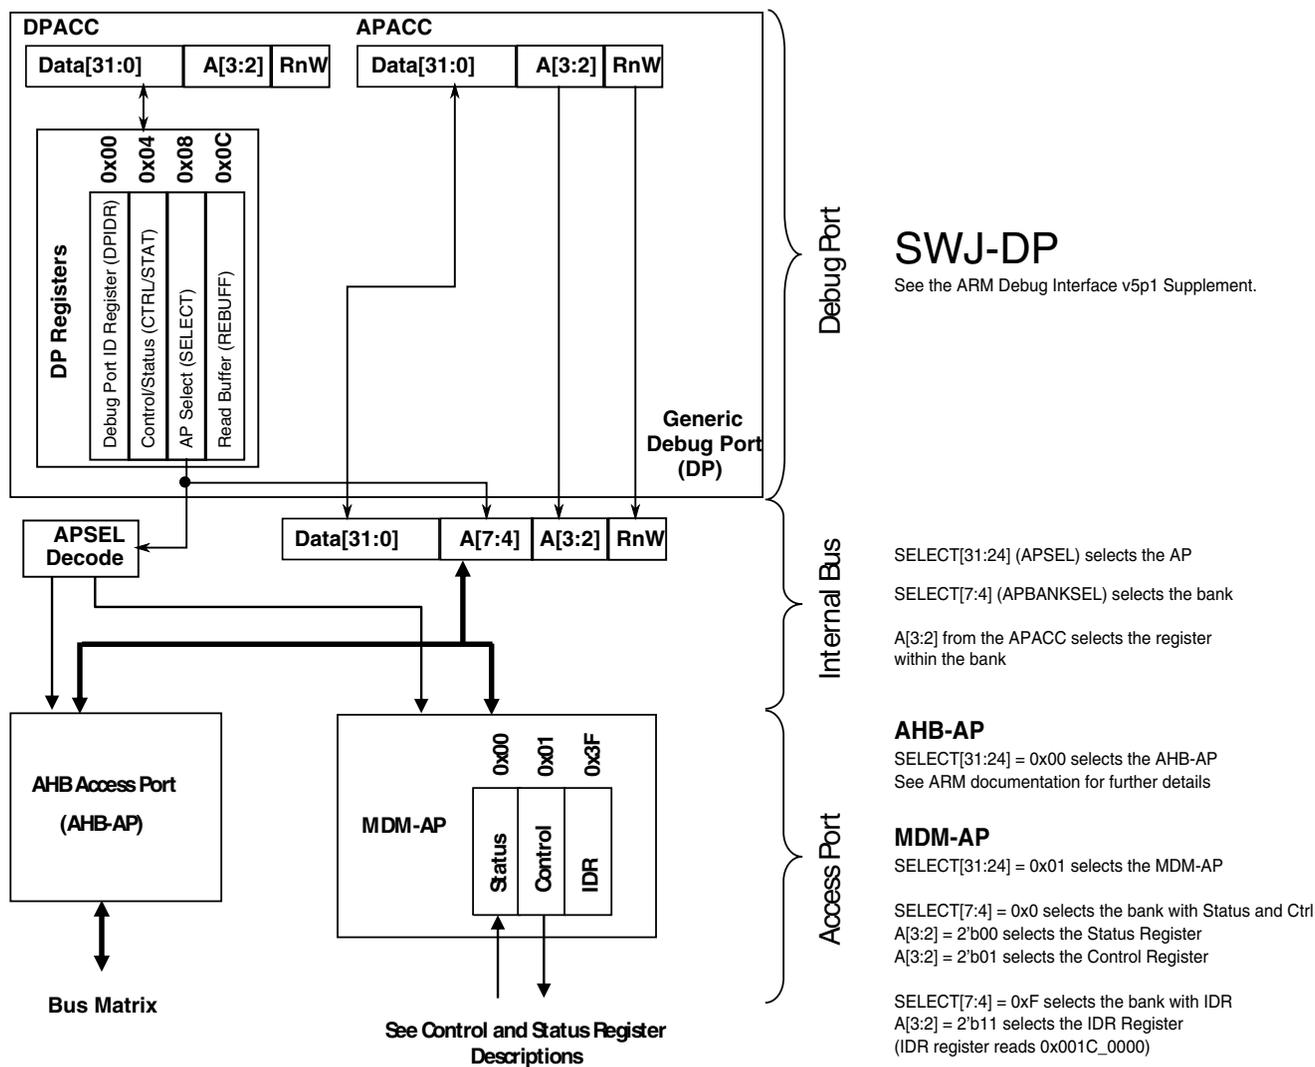 DPACC
APACC
Data[31:0] A[3:2] RnW
Data[31:0] A[3:2] RnW
0x00
0x04
0x08
0x0C
DP Registers
Debug Port ID Register (DPIDR)
Control/Status (CTRL/STAT)
AP Select (SELECT)
Read Buffer (REBUFF)
Generic
Debug Port
(DP)
Debug Port
SWJ-DP
See the ARM Debug Interface v5p1 Supplement.
APSEL
Decode
Data[31:0] A[7:4] A[3:2] RnW
Internal Bus
SELECT[31:24] (APSEL) selects the AP
SELECT[7:4] (APBANKSEL) selects the bank
A[3:2] from the APACC selects the register
within the bank
AHB Access Port
(AHB-AP)
Bus Matrix
MDM-AP
0x00
0x01
0x3F
Status
Control
IDR
See Control and Status Register
Descriptions
Access Port
AHB-AP
SELECT[31:24] = 0x00 selects the AHB-AP
See ARM documentation for further details
MDM-AP
SELECT[31:24] = 0x01 selects the MDM-AP
SELECT[7:4] = 0x0 selects the bank with Status and Ctrl
A[3:2] = 2'b00 selects the Status Register
A[3:2] = 2'b01 selects the Control Register
SELECT[7:4] = 0xF selects the bank with IDR
A[3:2] = 2'b11 selects the IDR Register
(IDR register reads 0x001C_0000)